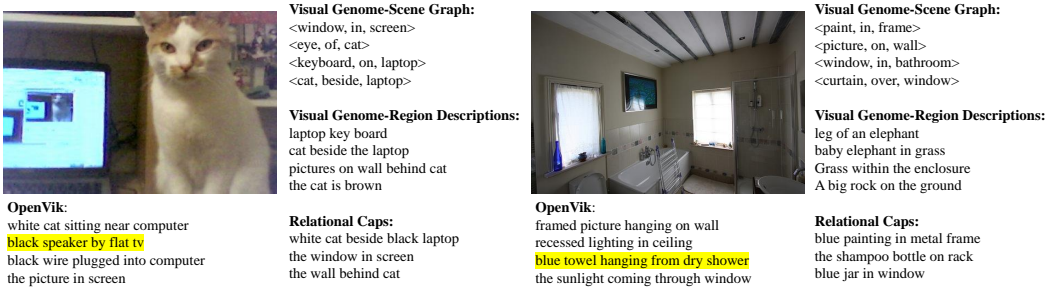 Visual Genome-Scene Graph:
<window, in, screen>
<eye, of, cat>
<keyboard, on, laptop>
<cat, beside, laptop>
Visual Genome-Region Descriptions:
laptop key board
cat beside the laptop
pictures on wall behind cat
the cat is brown
OpenVik:
white cat sitting near computer
black speaker by flat tv
black wire plugged into computer
the picture in screen
Relational Caps:
white cat beside black laptop
the window in screen
the wall behind cat
Visual Genome-Scene Graph:
<paint, in, frame>
<picture, on, wall>
<window, in, bathroom>
<curtain, over, window>
Visual Genome-Region Descriptions:
leg of an elephant
baby elephant in grass
Grass within the enclosure
A big rock on the ground
OpenVik:
framed picture hanging on wall
recessed lighting in ceiling
blue towel hanging from dry shower
the sunlight coming through window
Relational Caps:
blue painting in metal frame
the shampoo bottle on rack
blue jar in window